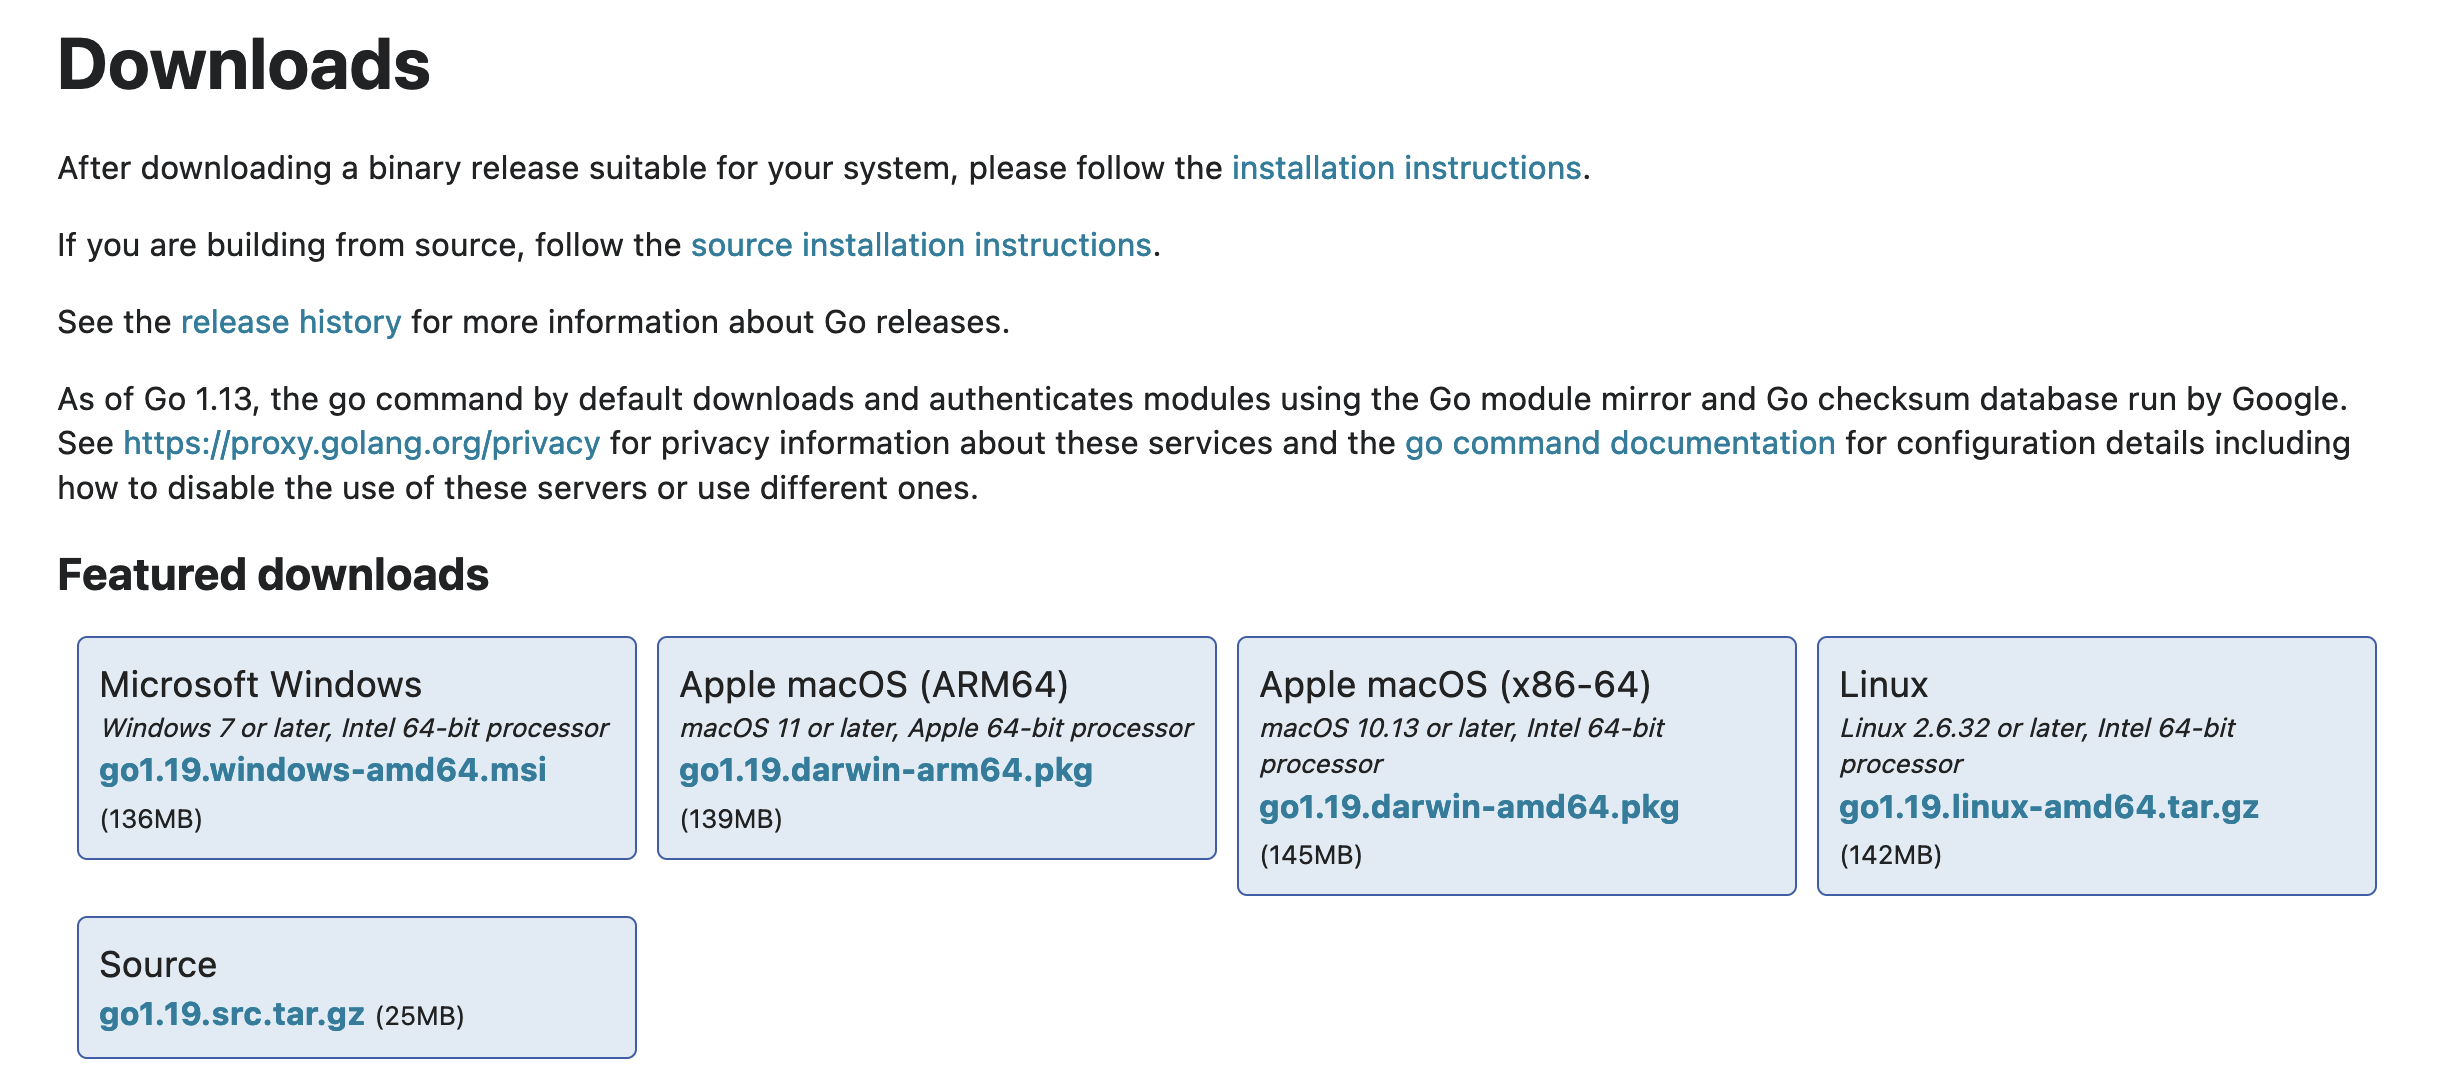 Downloads
After downloading a binary release suitable for your system, please follow the installation instructions.
If you are building from source, follow the source installation instructions.
See the release history for more information about Go releases.
As of Go 1.13, the go command by default downloads and authenticates modules using the Go module mirror and Go checksum database run by Google.
See https://proxy.golang.org/privacy for privacy information about these services and the go command documentation for configuration details including
how to disable the use of these servers or use different ones.
Featured downloads
Microsoft Windows
Windows 7 or later, Intel 64-bit processor
go1.19.windows-amd64.msi
(136MB)
Apple macOS (ARM64)
macOS 11 or later, Apple 64-bit processor
go1.19.darwin-arm64.pkg
(139MB)
Apple macOS (x86-64)
macOS 10.13 or later, Intel 64-bit
processor
go1.19.darwin-amd64.pkg
(145MB)
Linux
Linux 2.6.32 or later, Intel 64-bit
processor
go1.19.linux-amd64.tar.gz
(142MB)
Source
go1.19.src.tar.gz (25MB)